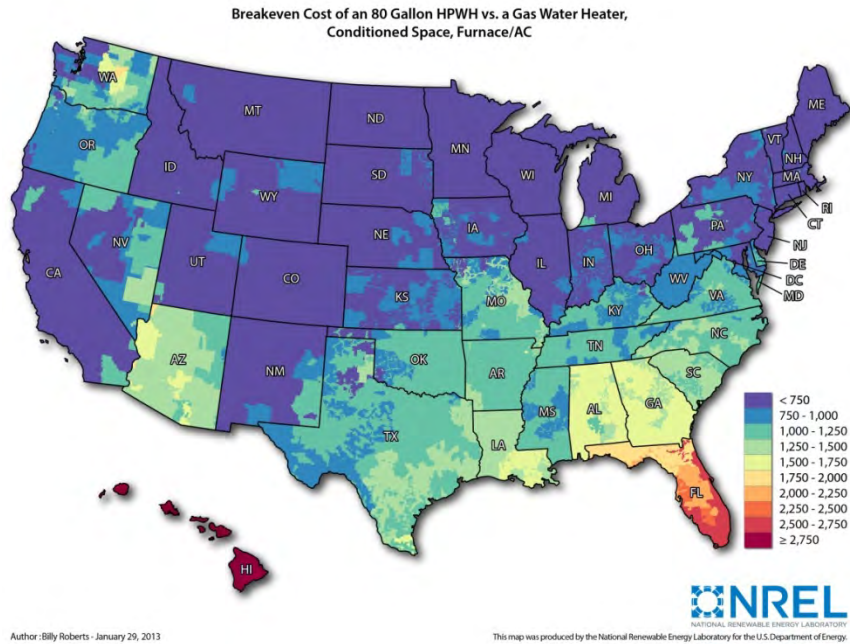 Breakeven Cost of an 80 Gallon HPWH vs. a Gas Water Heater,
Conditioned Space, Furnace/AC
WA
MT
ND
MN
ME
OR
ID
WY
SD
WI
MI
NY
VT
NH
MA
RI
CT
NV
UT
CO
NE
IA
IL
IN
OH
PA
NJ
DE
DC
MD
CA
KS
MO
KY
WV
VA
AZ
NM
OK
AR
TN
NC
SC
TX
LA
MS
AL
GA
FL
HI
< 750
750 - 1,000
1,000 - 1,250
1,250 - 1,500
1,500 - 1,750
1,750 - 2,000
2,000 - 2,250
2,250 - 2,500
2,500 - 2,750
≥ 2,750
NREL
NATIONAL RENEWABLE ENERGY LABORATORY
Author : Billy Roberts - January 29, 2013
This map was produced by the National Renewable Energy Laboratory for the U.S. Department of Energy.